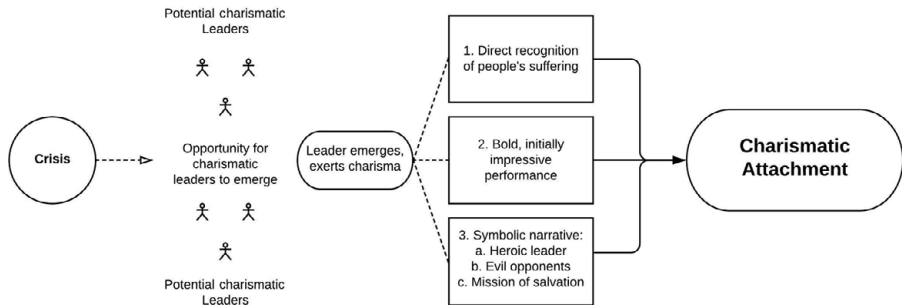 Potential charismatic
Leaders
Crisis
Opportunity for
charismatic
leaders to emerge
Potential charismatic
Leaders
Leader emerges,
exerts charisma
1. Direct recognition
of people's suffering
2. Bold, initially
impressive
performance
3. Symbolic narrative:
a. Heroic leader
b. Evil opponents
c. Mission of salvation
Charismatic
Attachment